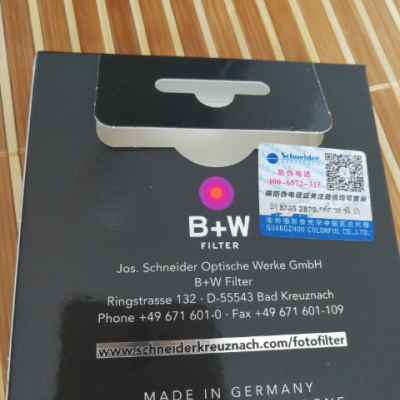 Schneider
KREUZNACH
防伪电话
400-6572-315
B+W
FILTER
GUANGZHOU COLORFUL CO.,LTD.
Jos. Schneider Optische Werke GmbH
B+W Filter
Ringstrasse 132 · D-55543 Bad Kreuznach
Phone +49 671 601-0 · Fax +49 671 601-109
www.schneiderkreuznach.com/fotofilter
MADE IN GERMANY